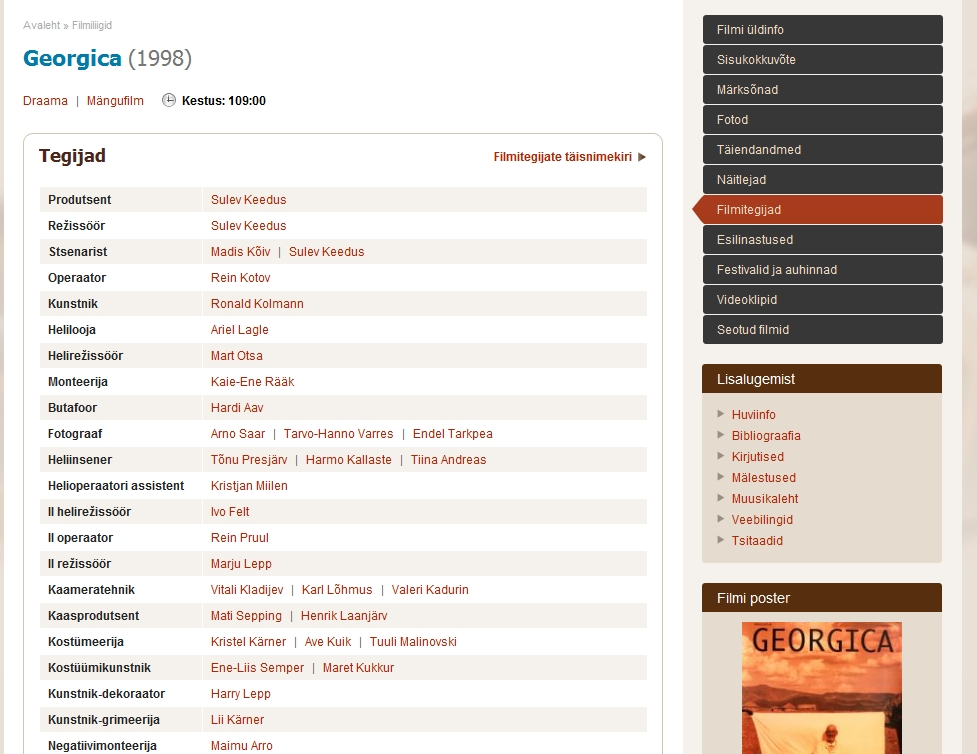 Avaleht » Filmiliigid
Georgica (1998)
Draama | Mängufilm Kestus: 109:00
Tegijad Filmitegijate täisnimekiri
Produtsent Sulev Keedus
Režissöör Sulev Keedus
Stsenarist Madis Kõiv | Sulev Keedus
Operaator Rein Kotov
Kunstnik Ronald Kolmann
Helilooja Ariel Lagle
Helirežissöör Mart Otsa
Monteerija Kaie-Ene Rääk
Butafoor Hardi Aav
Fotograaf Arno Saar | Tarvo-Hanno Varres | Endel Tarkpea
Heliinsener Tõnu Presjärv | Harmo Kallaste | Tiina Andreas
Helioperaatori assistent Kristjan Miilen
II helirežissöör Ivo Felt
II operaator Rein Pruul
II režissöör Marju Lepp
Kaameratehnik Vitali Kladijev | Karl Lõhmus | Valeri Kadurin
Kaasprodutsent Mati Sepping | Henrik Laanjärv
Kostümeerija Kristel Kärner | Ave Kuik | Tuuli Malinovski
Kostüümikunstnik Ene-Liis Semper | Maret Kukkur
Kunstnik-dekoraator Harry Lepp
Kunstnik-grimeerija Lii Kärner
Negatiivimonteerija Maimu Arro
Filmi üldinfo
Sisukokkuvõte
Märksõnad
Fotod
Täiendandmed
Näitlejad
Filmitegijad
Esilinastused
Festivalid ja auhinnad
Videoklipid
Seotud filmid
Lisalugemist
Huviinfo
Bibliograafia
Kirjutised
Mälestused
Muusikaleht
Veebilingid
Tsitaadid
Filmi poster
GEORGICA